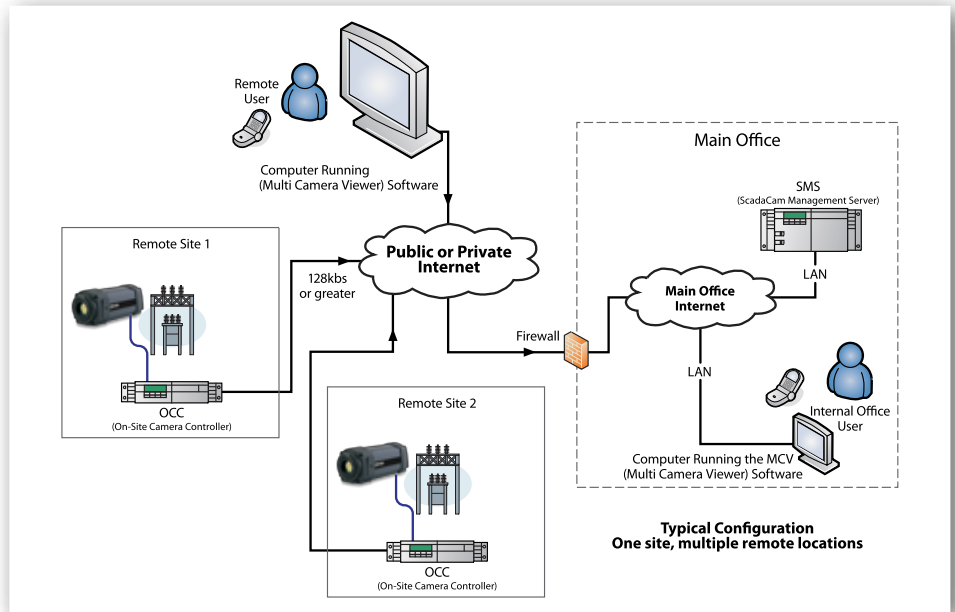 Remote
User
Computer Running
(Multi Camera Viewer) Software
Main Office
SMS
(ScadaCam Management Server)
LAN
Remote Site 1
128kbs
or greater
Public or Private
Internet
Main Office
Internet
Firewall
LAN
OCC
(On-Site Camera Controller)
Remote Site 2
OCC
(On-Site Camera Controller)
Internal Office
User
Computer Running the MCV
(Multi Camera Viewer) Software
Typical Configuration
One site, multiple remote locations